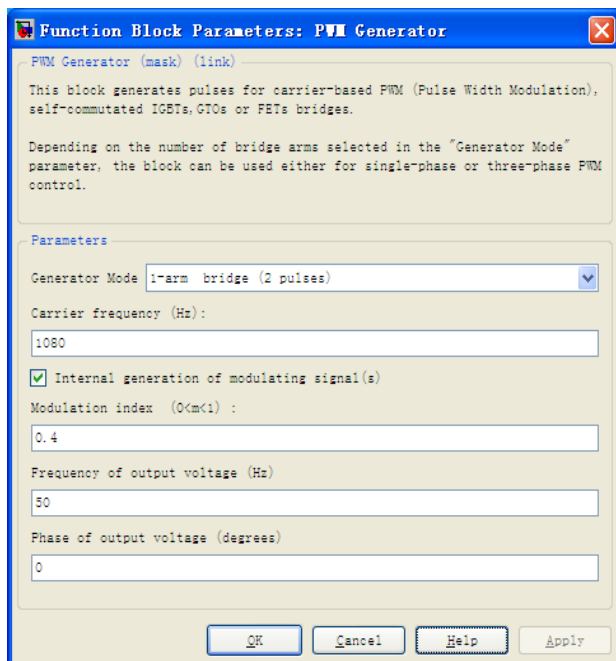 Function Block Parameters: PWM Generator
PWM Generator (mask) (link)
This block generates pulses for carrier-based PWM (Pulse Width Modulation),
self-commutated IGBTs,GTOs or FETs bridges.
Depending on the number of bridge arms selected in the "Generator Mode"
parameter, the block can be used either for single-phase or three-phase PWM
control.
Parameters
Generator Mode 1-arm bridge (2 pulses)
Carrier frequency (Hz):
1080
Internal generation of modulating signal(s)
Modulation index (0<m<1) :
0.4
Frequency of output voltage (Hz)
50
Phase of output voltage (degrees)
0
OK Cancel Help Apply